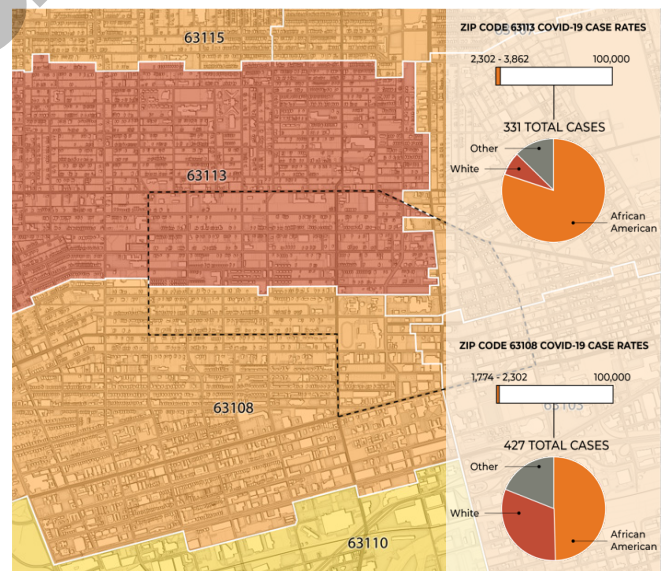 63115
63113
63108
63110
ZIP CODE 63113 COVID-19 CASE RATES
2,302 - 3,862 100,000
331 TOTAL CASES
Other
White
African
American
ZIP CODE 63108 COVID-19 CASE RATES
1,774 - 2,302 100,000
63103
427 TOTAL CASES
Other
White
African
American